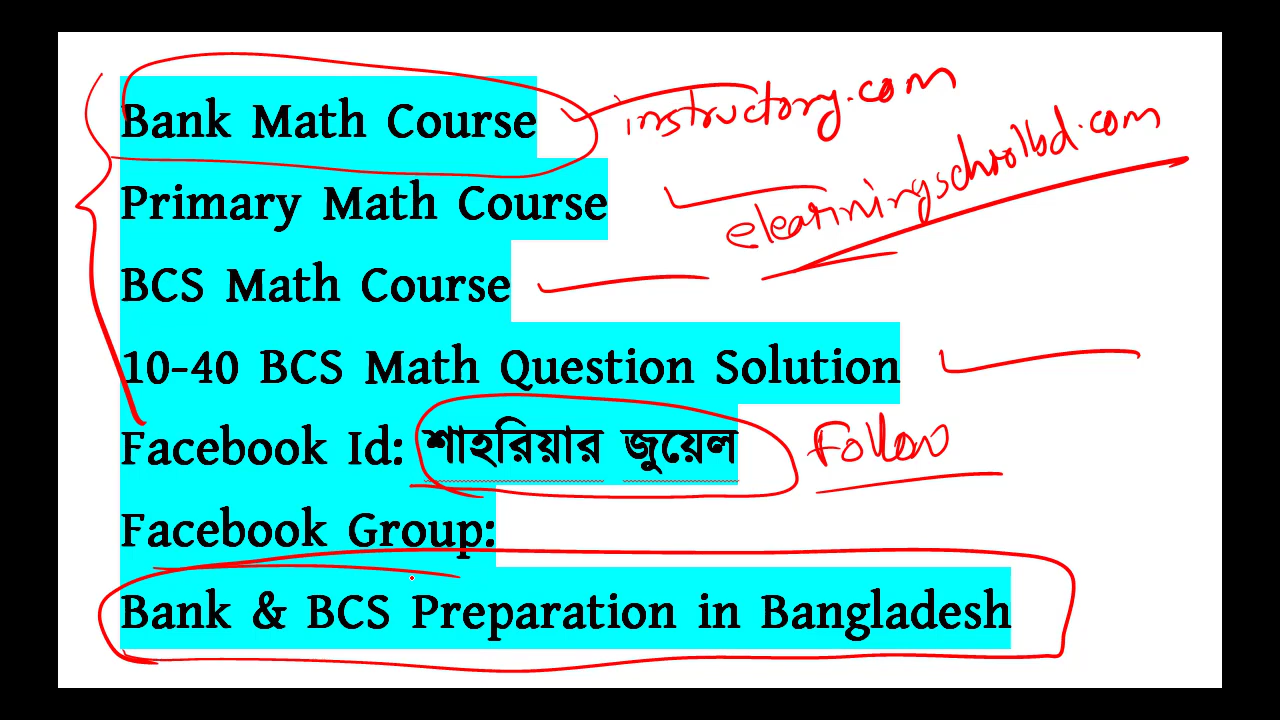 Bank Math Course instructory.com
Primary Math Course elearningschoolbd.com
BCS Math Course
10-40 BCS Math Question Solution
Facebook Id: শাহরিয়ার জুয়েল Follow
Facebook Group:
Bank & BCS Preparation in Bangladesh